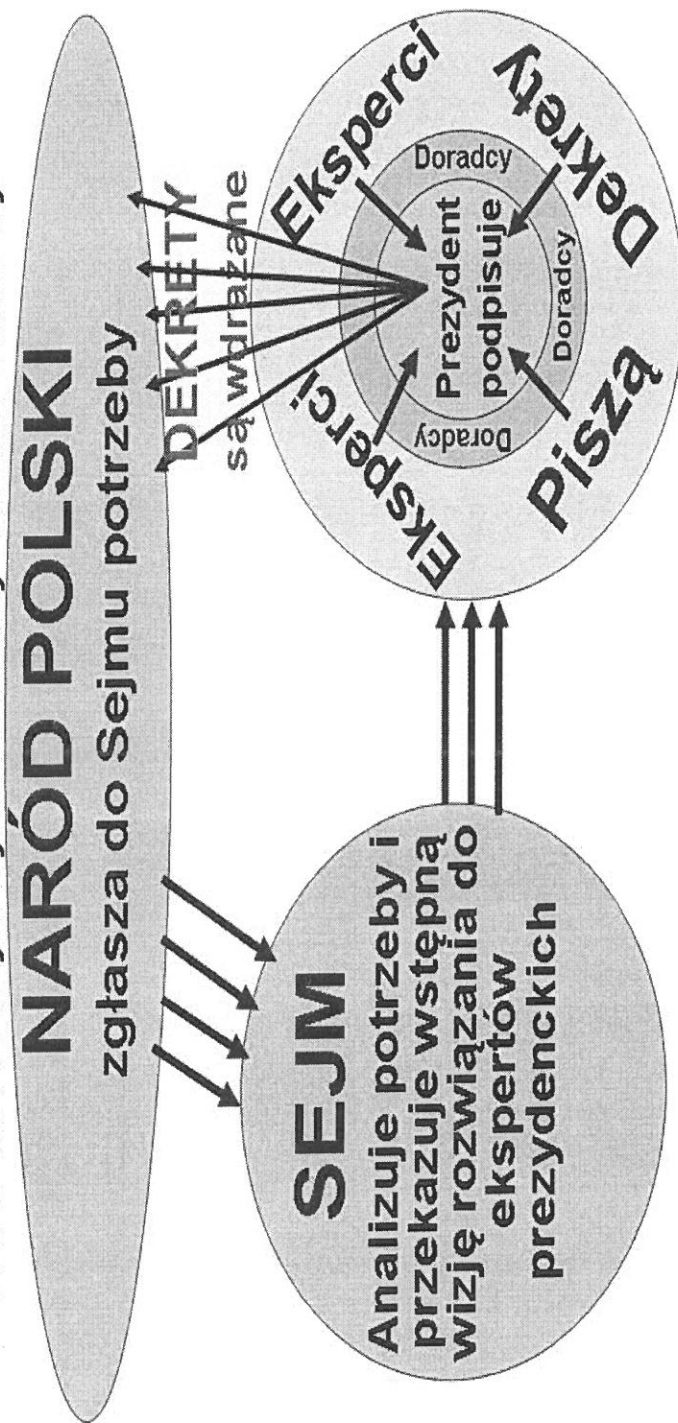 NARÓD POLSKI
zgłasza do Sejmu potrzeby
SEJM
Analizuje potrzeby i
przekazuje wstępną
wizję rozwiązania do
ekspertów
prezydenckich
DEKRETY
są wdrażane
Eksperci
Eksperci
Piszą
Dekrety
Doradcy
Doradcy
Doradcy
Prezydent
podpisuje